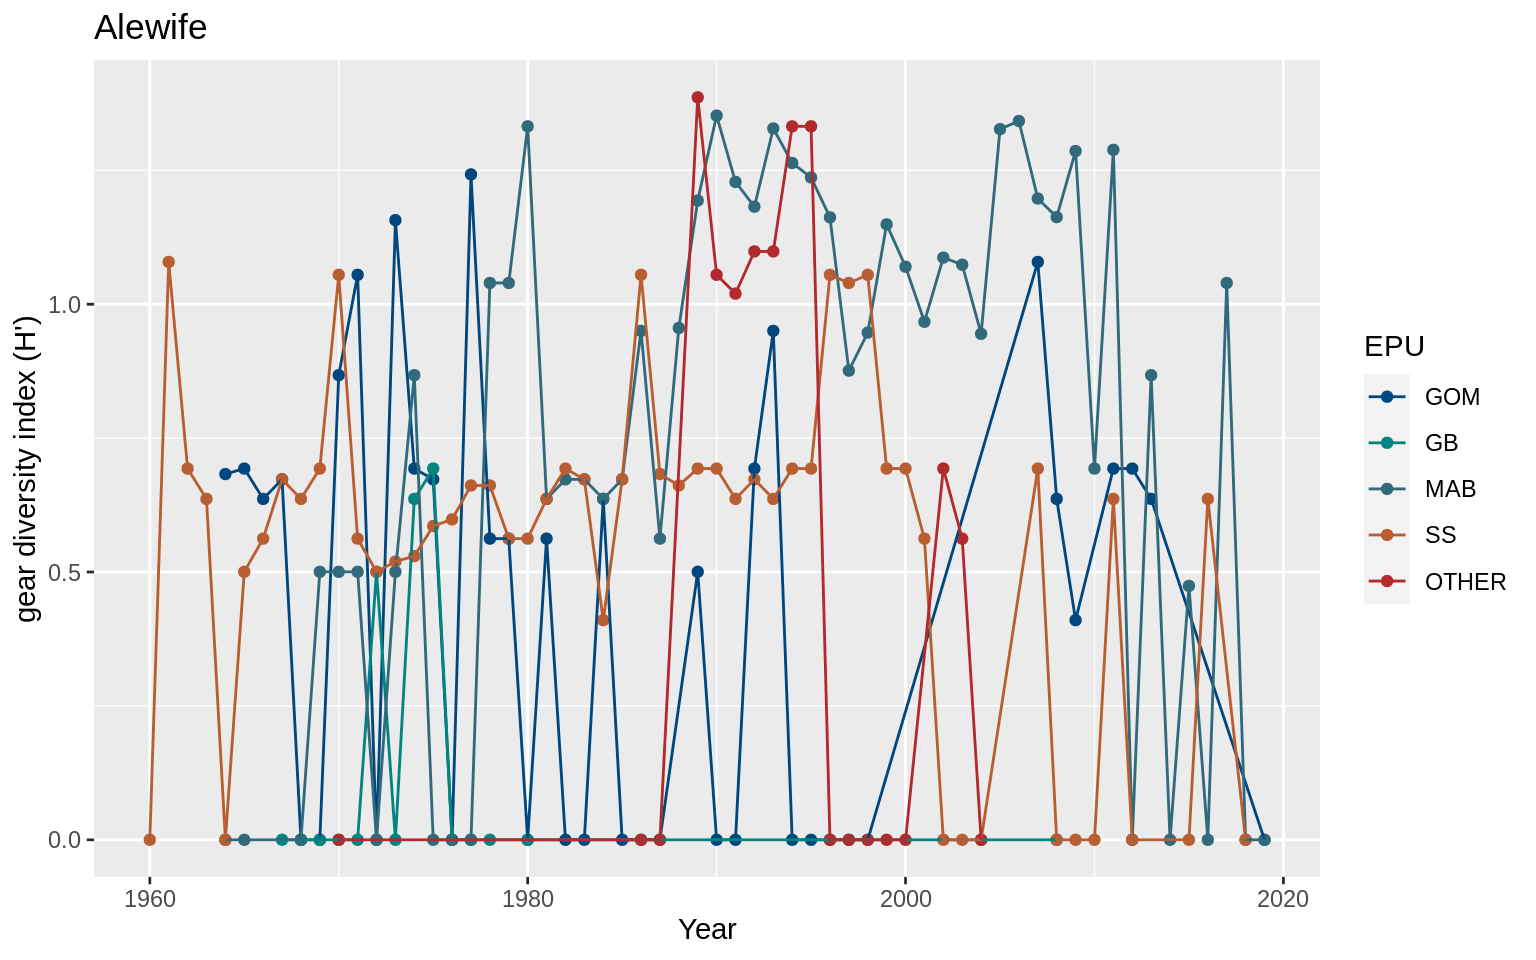 Alewife
gear diversity index (H')
1.0
0.5
0.0
1960
1980
2000
2020
Year
EPU
GOM
GB
MAB
SS
OTHER